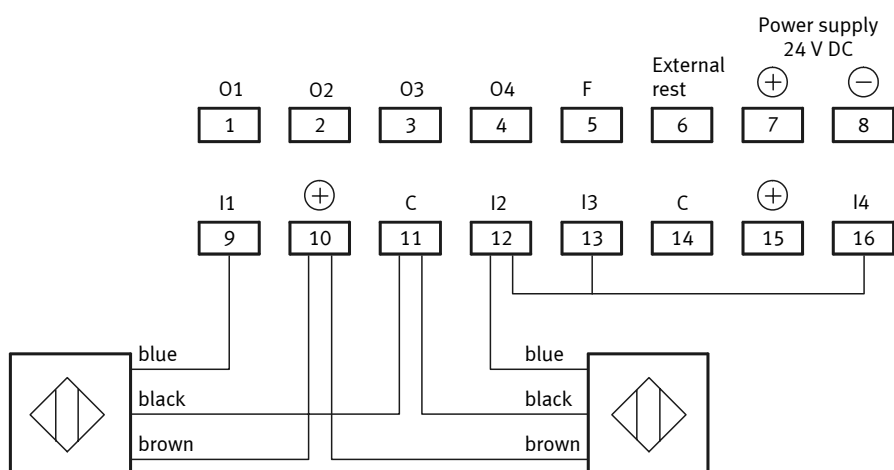 Power supply
24 V DC
O1 O2 O3 O4 F External
rest + −
1 2 3 4 5 6 7 8
I1 + C I2 I3 C + I4
9 10 11 12 13 14 15 16
blue blue
black black
brown brown